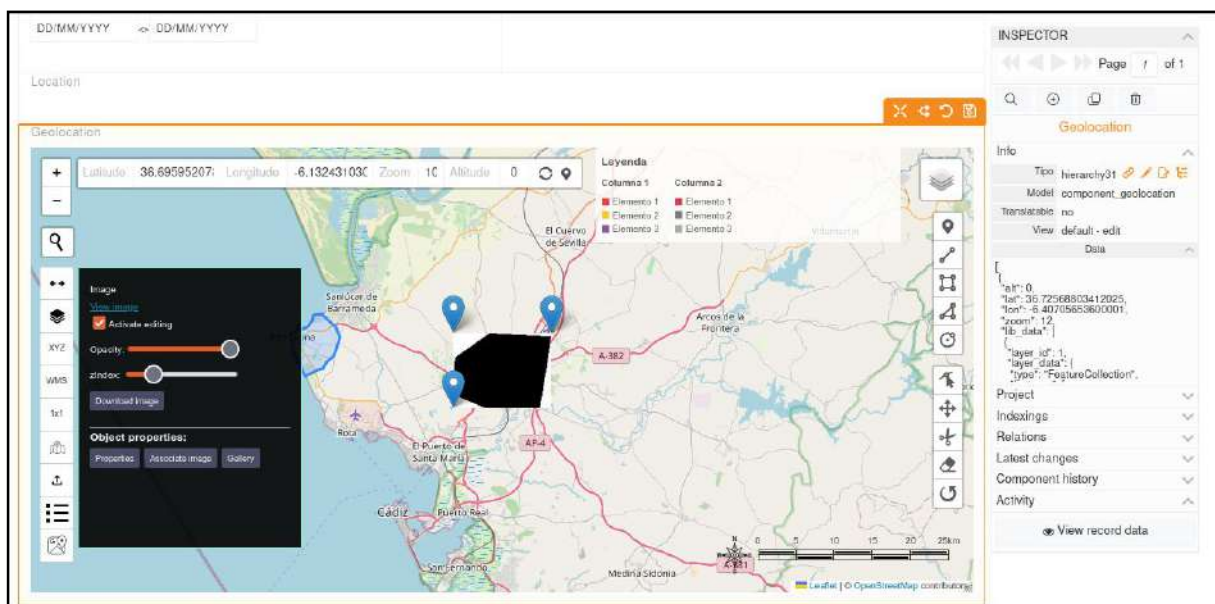 DD/MM/YYYY <> DD/MM/YYYY
Location
Geolocation
+ Latitude 36.69595207 Longitude -6.132431030 Zoom 10 Altitude 0
−
Leyenda
Columna 1 Columna 2
Elemento 1 Elemento 1
Elemento 2 Elemento 2
Elemento 3 Elemento 3
El Cuervo
de Sevilla
Villamartín
Sanlúcar de
Barrameda
Arcos de la
Frontera
A-382
Rota
AP-4
El Puerto de
Santa María
Cádiz
Puerto Real
San Fernando
Medina Sidonia
Image
View image
Activate editing
Opacity:
zIndex:
Download image
Object properties:
Properties Associate image Gallery
XYZ
WMS
1x1
N
0 5 10 15 20 25km
Leaflet | © OpenStreetMap contributors
INSPECTOR
Page 1 of 1
Geolocation
Info
Tipo hierarchy31
Model component_geolocation
Translatable no
View default - edit
Data
[
{
"alt": 0,
"lat": 36.72568803412025,
"lon": -6.40705653600001,
"zoom": 12,
"lib_data": [
{
"layer_id": 1,
"layer_data": {
"type": "FeatureCollection",
Project
Indexings
Relations
Latest changes
Component history
Activity
View record data